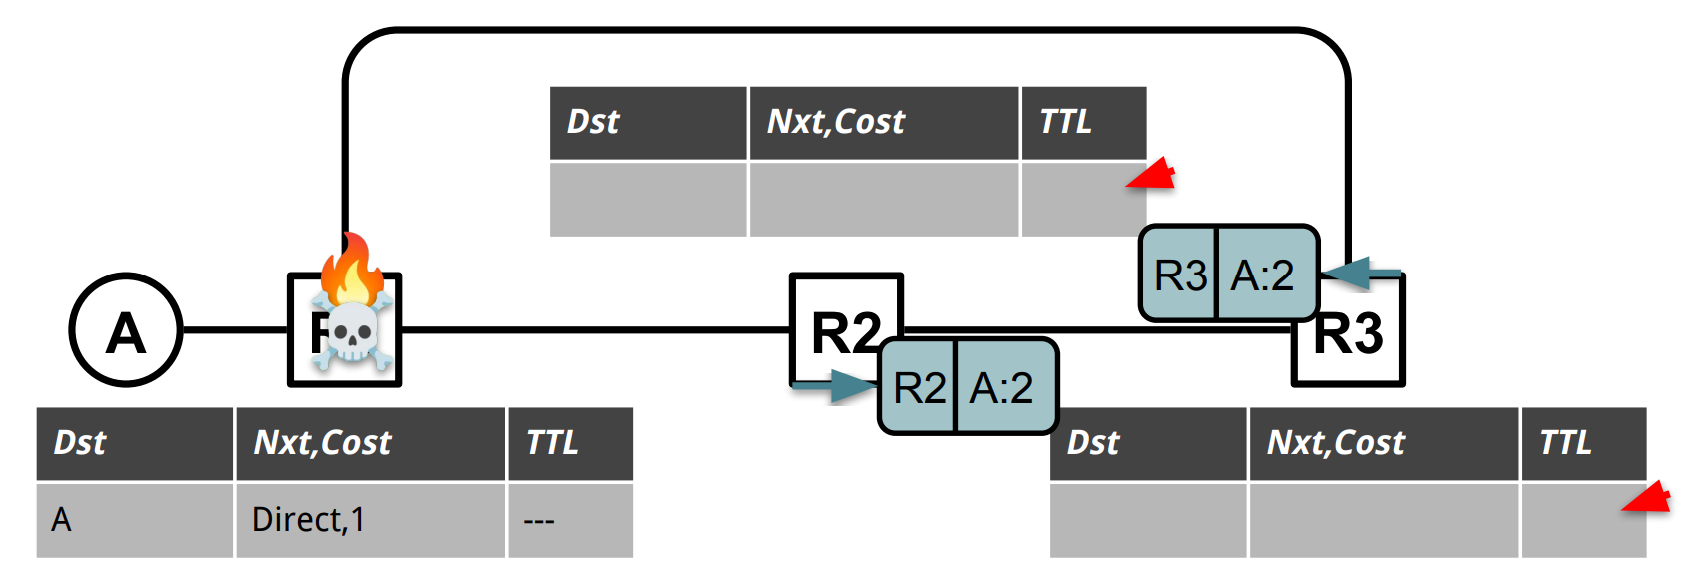 Dst Nxt,Cost TTL
R3 A:2
A R2 R3
R2 A:2
Dst Nxt,Cost TTL
A Direct,1 ---
Dst Nxt,Cost TTL